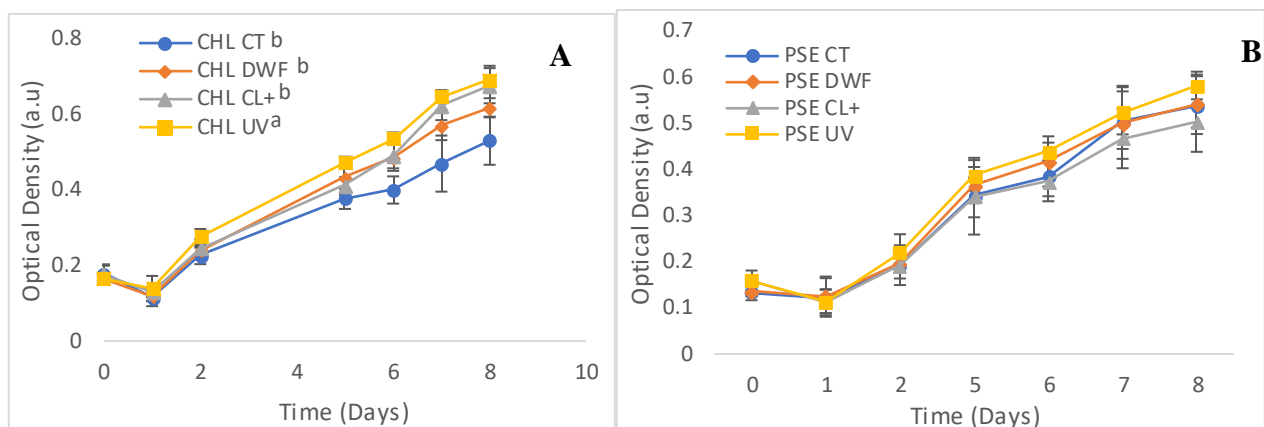 A
CHL CT b
CHL DWF b
CHL CL+ b
CHL UV a
Optical Density (a.u)
0.8
0.6
0.4
0.2
0
0 2 4 6 8 10
Time (Days)
B
PSE CT
PSE DWF
PSE CL+
PSE UV
Optical Density (a.u)
0.7
0.6
0.5
0.4
0.3
0.2
0.1
0
0 1 2 5 6 7 8
Time (Days)